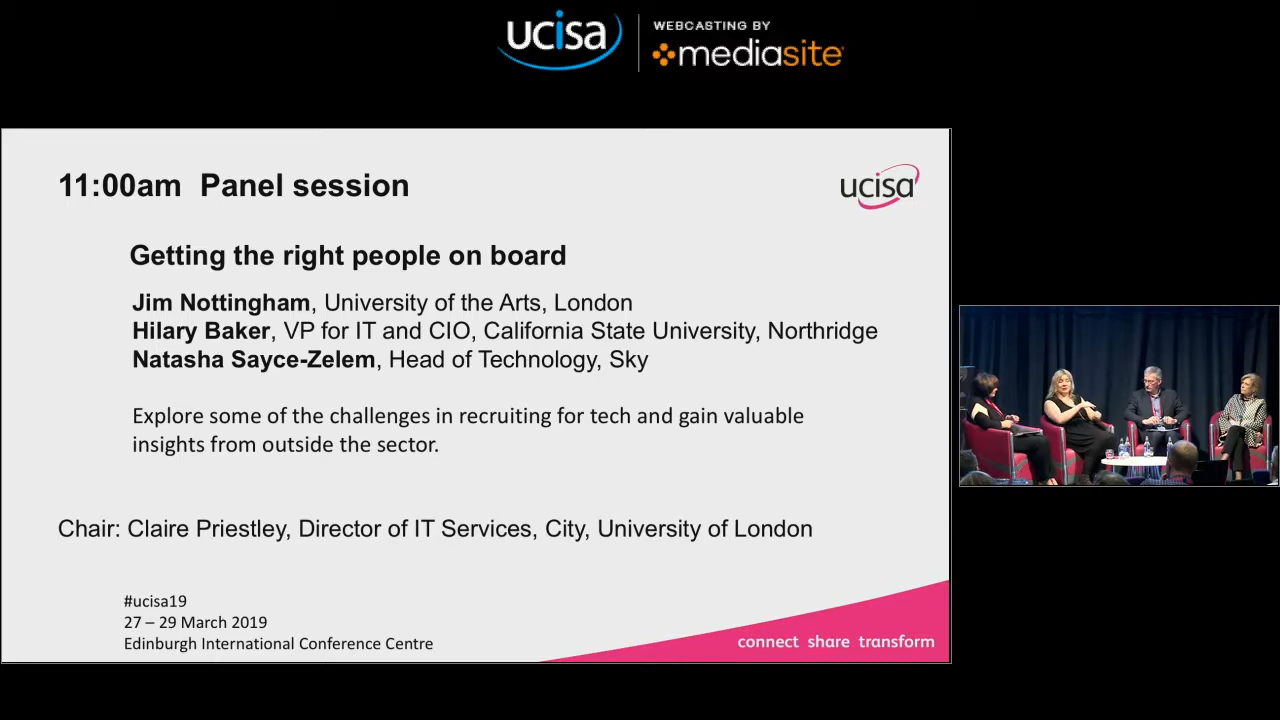 ucisa
WEBCASTING BY
mediasite
11:00am Panel session
ucisa
Getting the right people on board
Jim Nottingham, University of the Arts, London
Hilary Baker, VP for IT and CIO, California State University, Northridge
Natasha Sayce-Zelem, Head of Technology, Sky
Explore some of the challenges in recruiting for tech and gain valuable
insights from outside the sector.
Chair: Claire Priestley, Director of IT Services, City, University of London
#ucisa19
27 – 29 March 2019
Edinburgh International Conference Centre
connect share transform